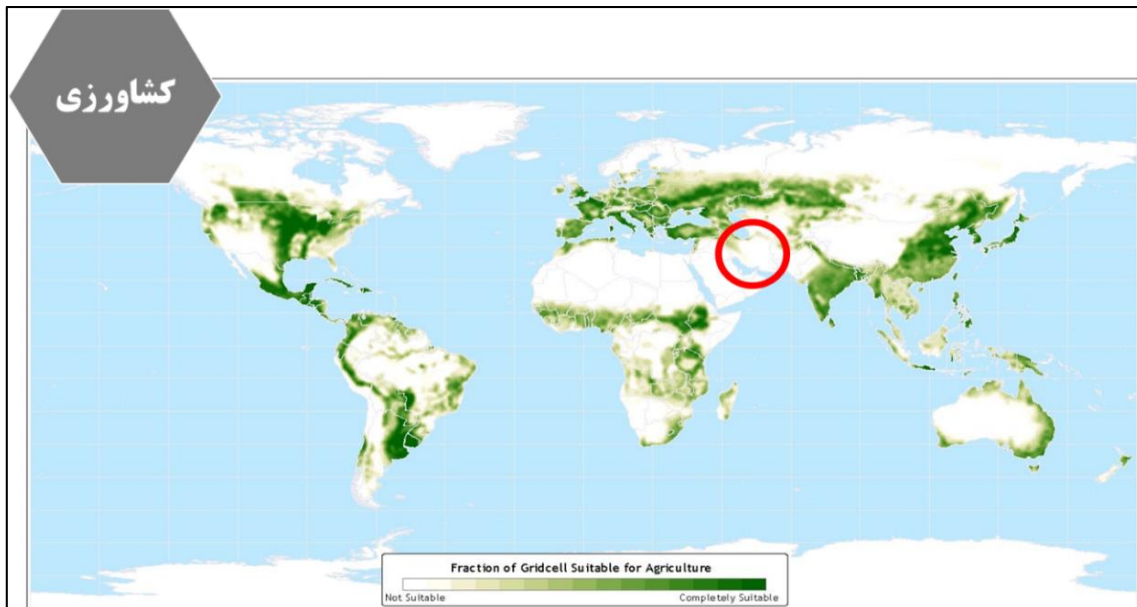 کشاورزی
Fraction of Gridcell Suitable for Agriculture
Not Suitable
Completely Suitable